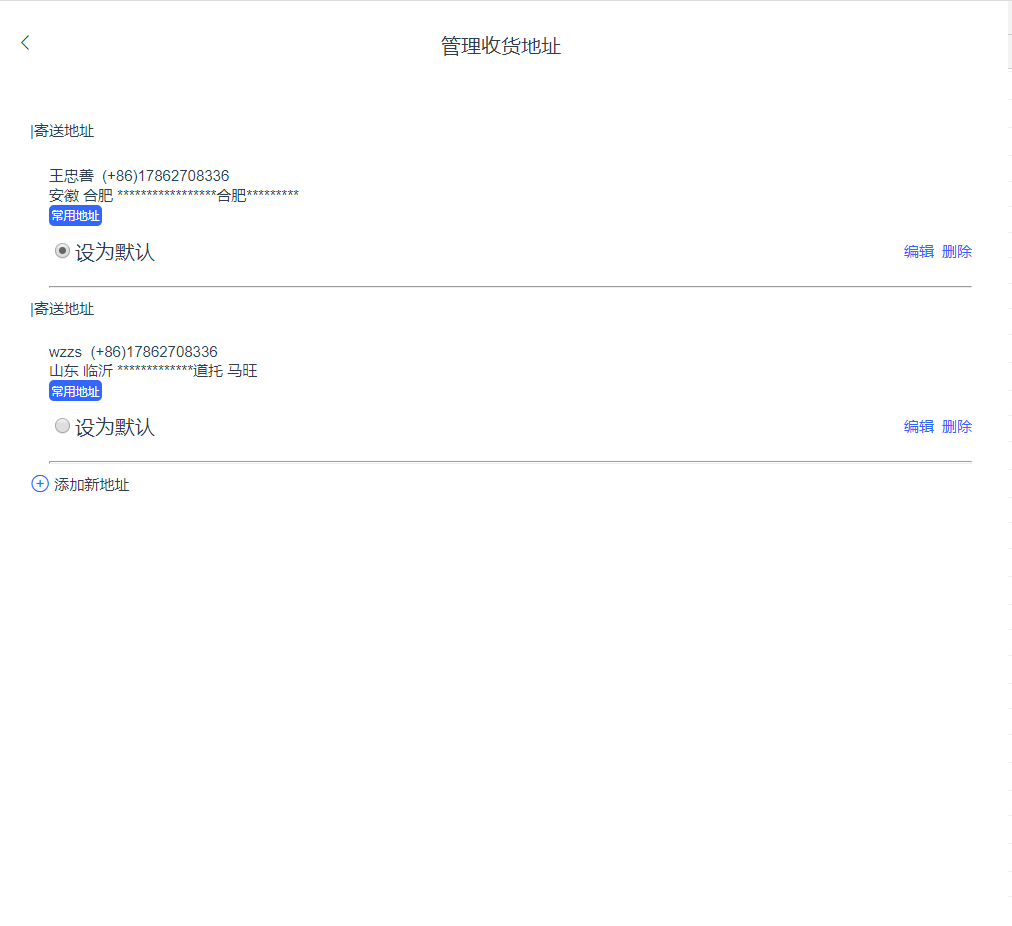 管理收货地址
|寄送地址
王忠善 (+86)17862708336
安徽 合肥 *****************合肥*********
常用地址
设为默认 编辑 删除
|寄送地址
wzzs (+86)17862708336
山东 临沂 *************道托 马旺
常用地址
设为默认 编辑 删除
添加新地址